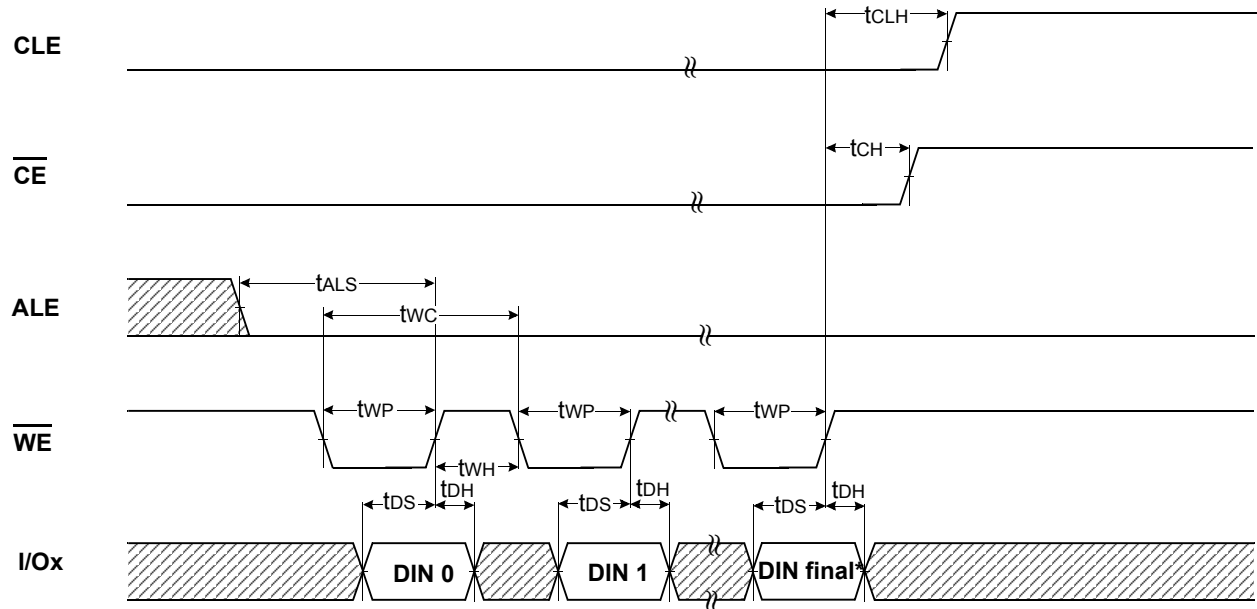 CLE
tCLH
CE
tCH
ALE
tALS
tWC
WE
tWP
tWP
tWP
tWH
tDS
tDH
tDS
tDH
tDS
tDH
I/Ox
DIN 0
DIN 1
DIN final*